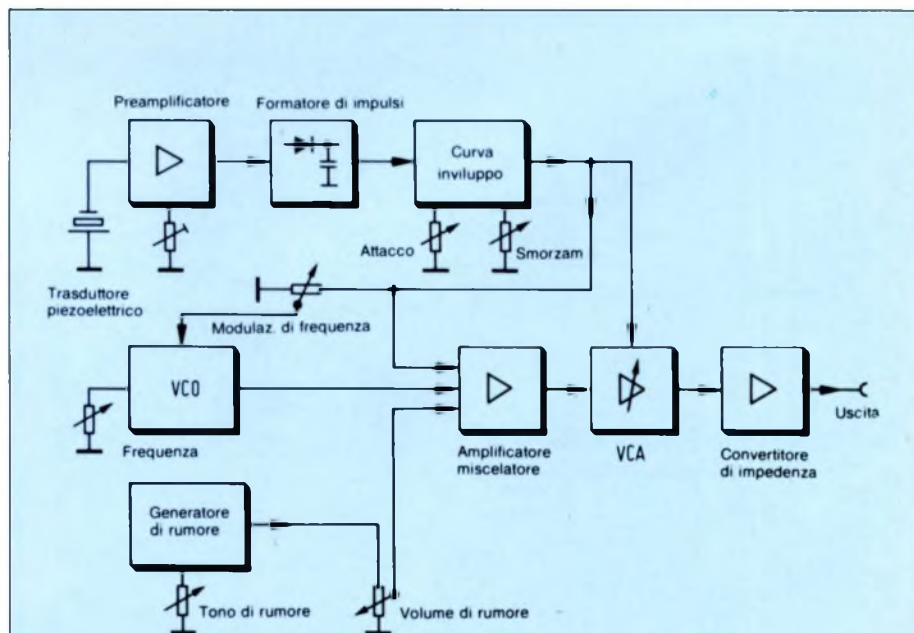 Preamplificatore
Formatore di impulsi
Curva
inviluppo
Attacco
Smorzam
Trasduttore
piezoelettrico
Modulaz. di frequenza
VCO
Frequenza
Amplificatore
miscelatore
VCA
Convertitore
di impedenza
Uscita
Generatore
di rumore
Tono di rumore
Volume di rumore